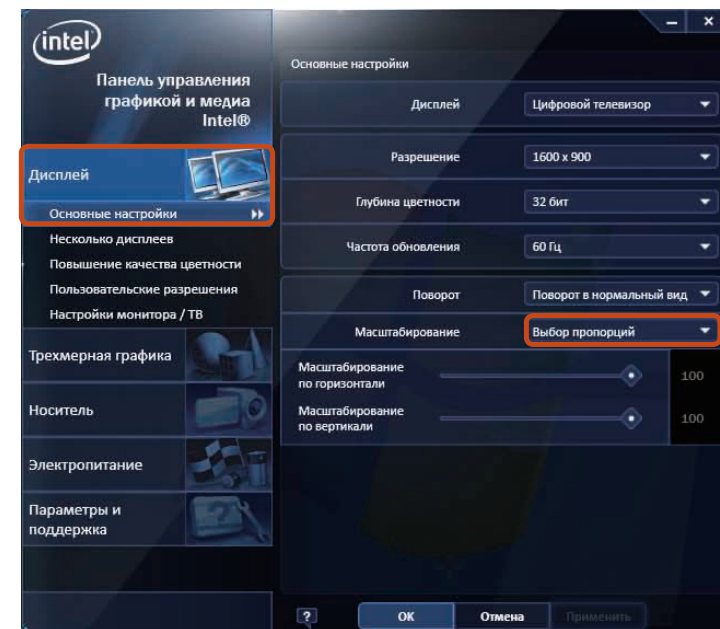 intel
Панель управления
графикой и медиа
Intel®
Дисплей
Основные настройки
Несколько дисплеев
Повышение качества цветности
Пользовательские разрешения
Настройки монитора / ТВ
Трехмерная графика
Носитель
Электропитание
Параметры и
поддержка
Основные настройки
Дисплей Цифровой телевизор
Разрешение 1600 x 900
Глубина цветности 32 бит
Частота обновления 60 Гц
Поворот Поворот в нормальный вид
Масштабирование Выбор пропорций
Масштабирование
по горизонтали
100
Масштабирование
по вертикали
100
? ОК Отмена Применить